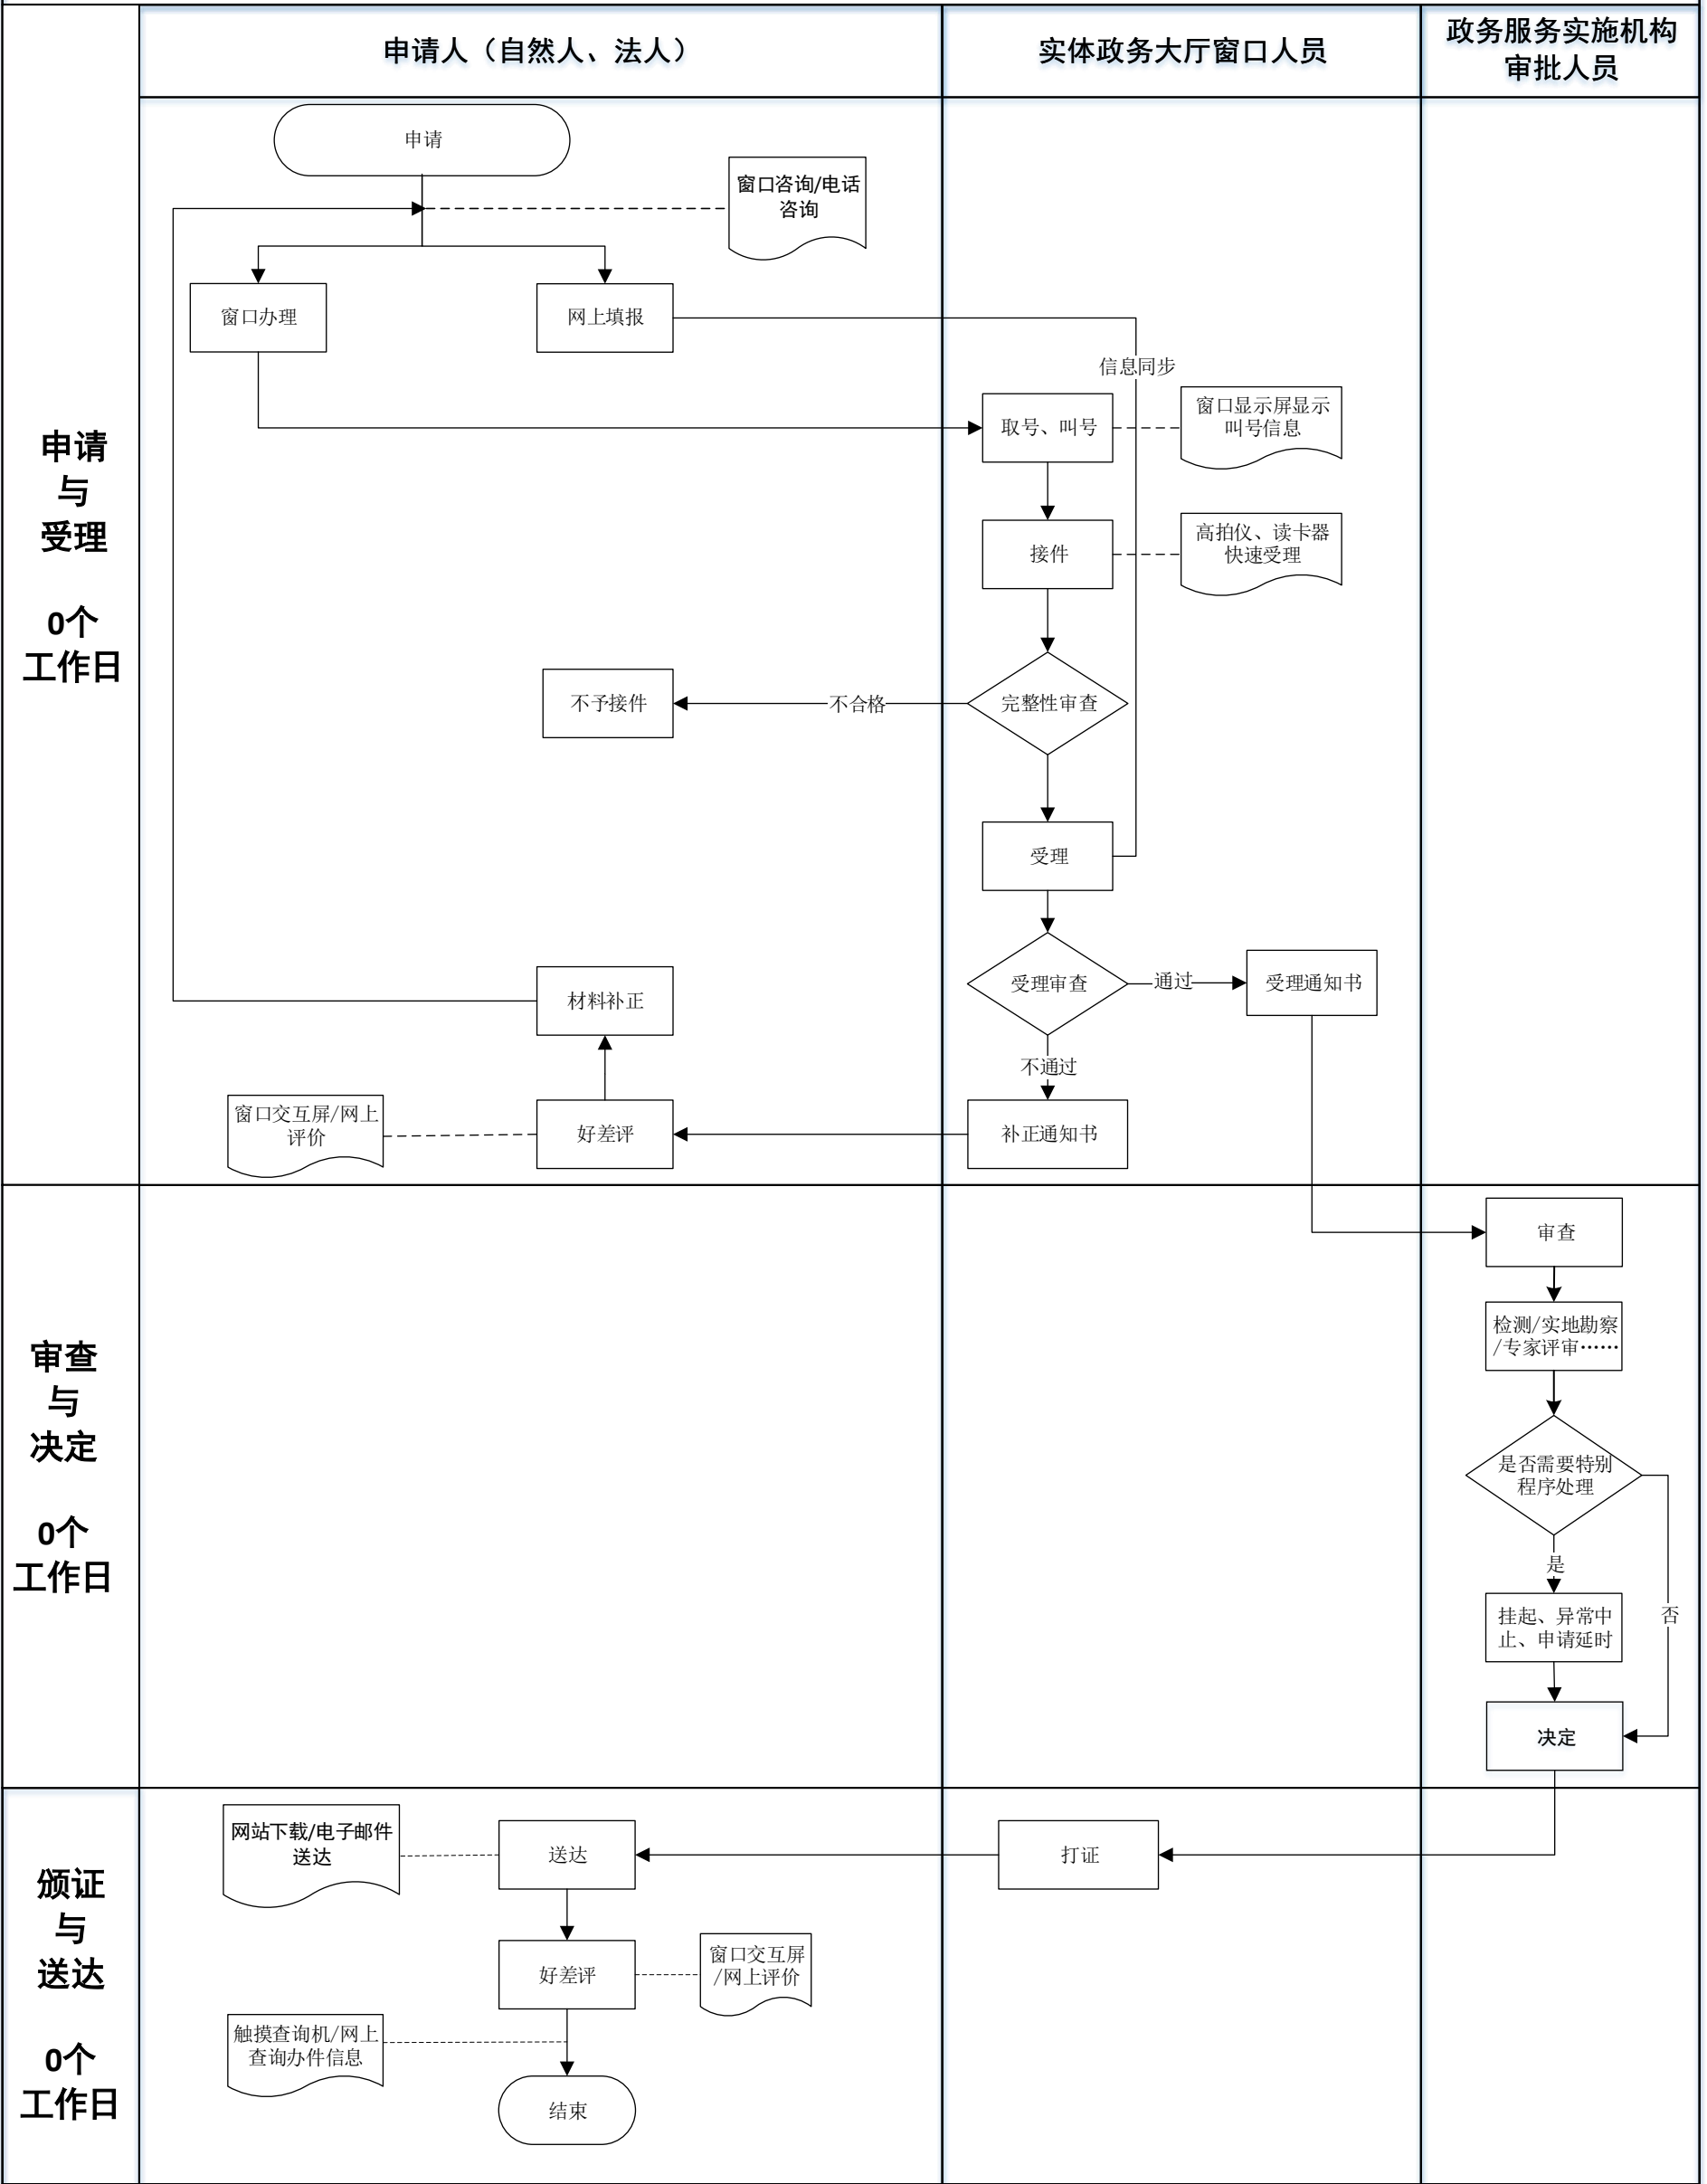 申请人（自然人、法人）
实体政务大厅窗口人员
政务服务实施机构
审批人员
申请
与
受理
0个
工作日
申请
窗口咨询/电话
咨询
窗口办理
网上填报
信息同步
取号、叫号
窗口显示屏显示
叫号信息
接件
高拍仪、读卡器
快速受理
不予接件
不合格
完整性审查
受理
受理审查
通过
受理通知书
材料补正
不通过
窗口交互屏/网上
评价
好差评
补正通知书
审查
与
决定
0个
工作日
审查
检测/实地勘察
/专家评审……
是否需要特别
程序处理
是
否
挂起、异常中
止、申请延时
决定
颁证
与
送达
0个
工作日
网站下载/电子邮件
送达
送达
打证
好差评
窗口交互屏
/网上评价
触摸查询机/网上
查询办件信息
结束